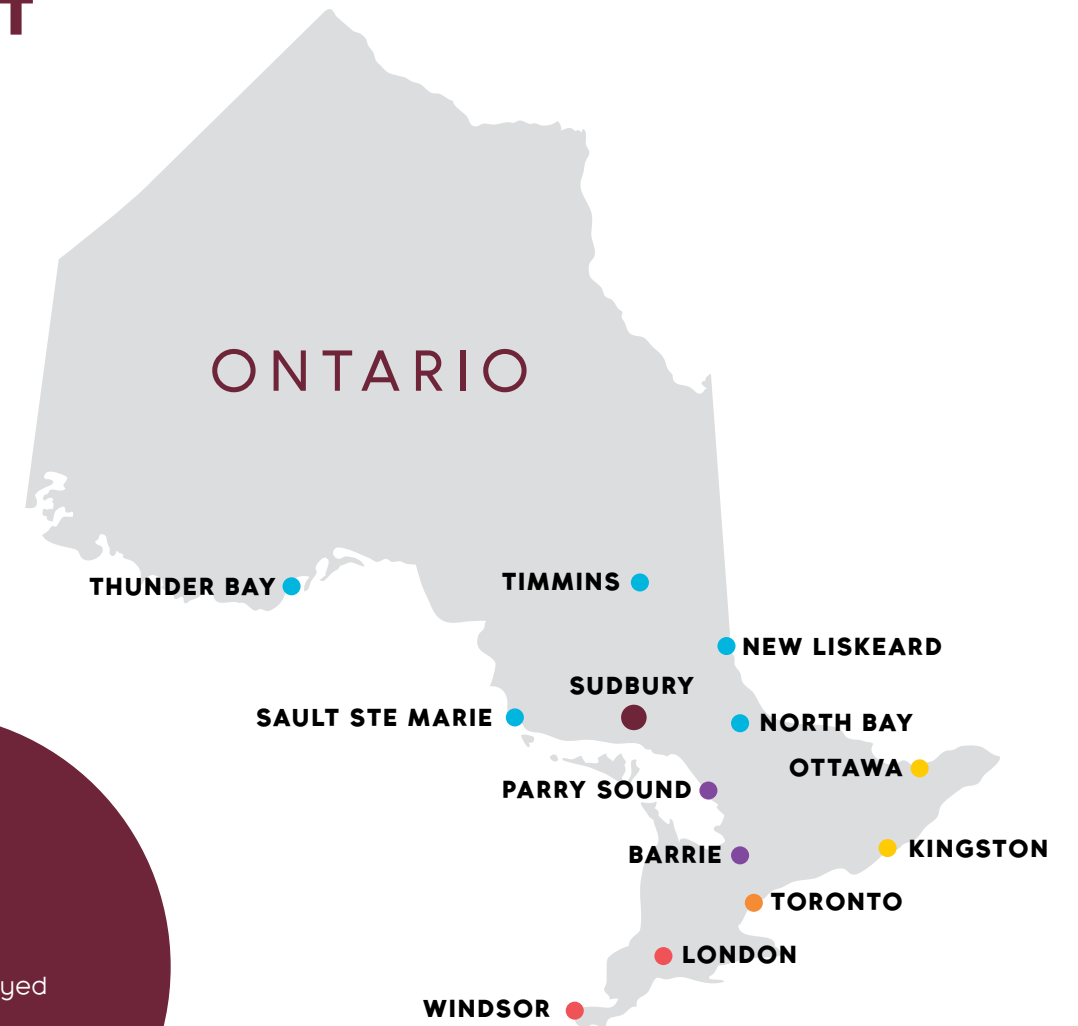 T
ONTARIO
THUNDER BAY
TIMMINS
NEW LISKEARD
SUDBURY
SAULT STE MARIE
NORTH BAY
OTTAWA
PARRY SOUND
KINGSTON
BARRIE
TORONTO
LONDON
yed
WINDSOR